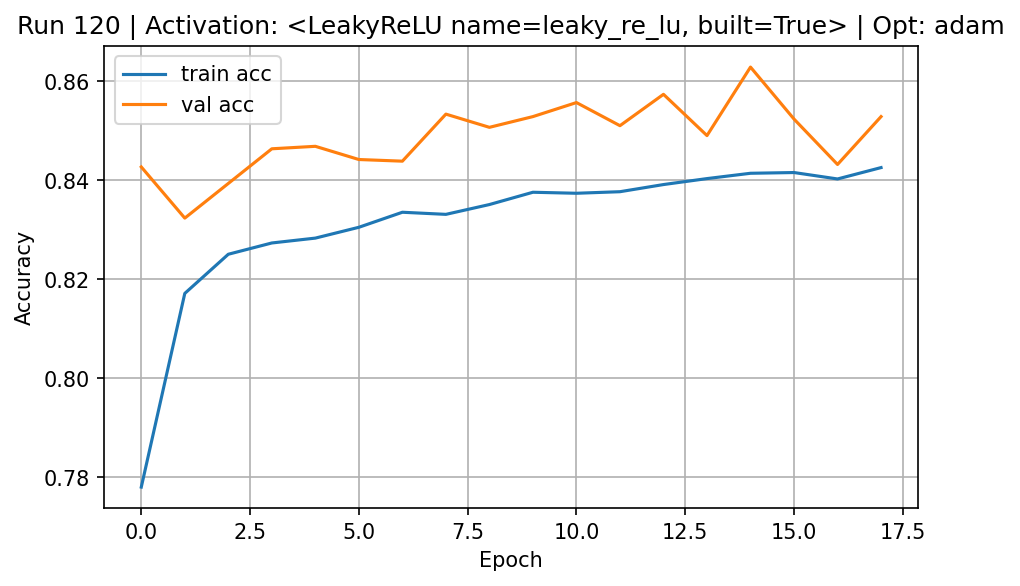 Run 120 | Activation: <LeakyReLU name=leaky_re_lu, built=True> | Opt: adam
train acc
val acc
0.86
0.84
0.82
0.80
0.78
Accuracy
0.0 2.5 5.0 7.5 10.0 12.5 15.0 17.5
Epoch